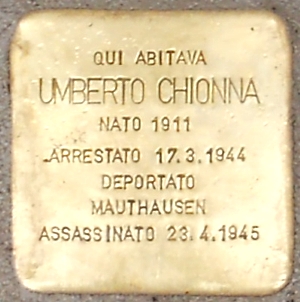 QUI ABITAVA
UMBERTO CHIONNA
NATO 1911
ARRESTATO 17.3.1944
DEPORTATO
MAUTHAUSEN
ASSASSINATO 23.4.1945